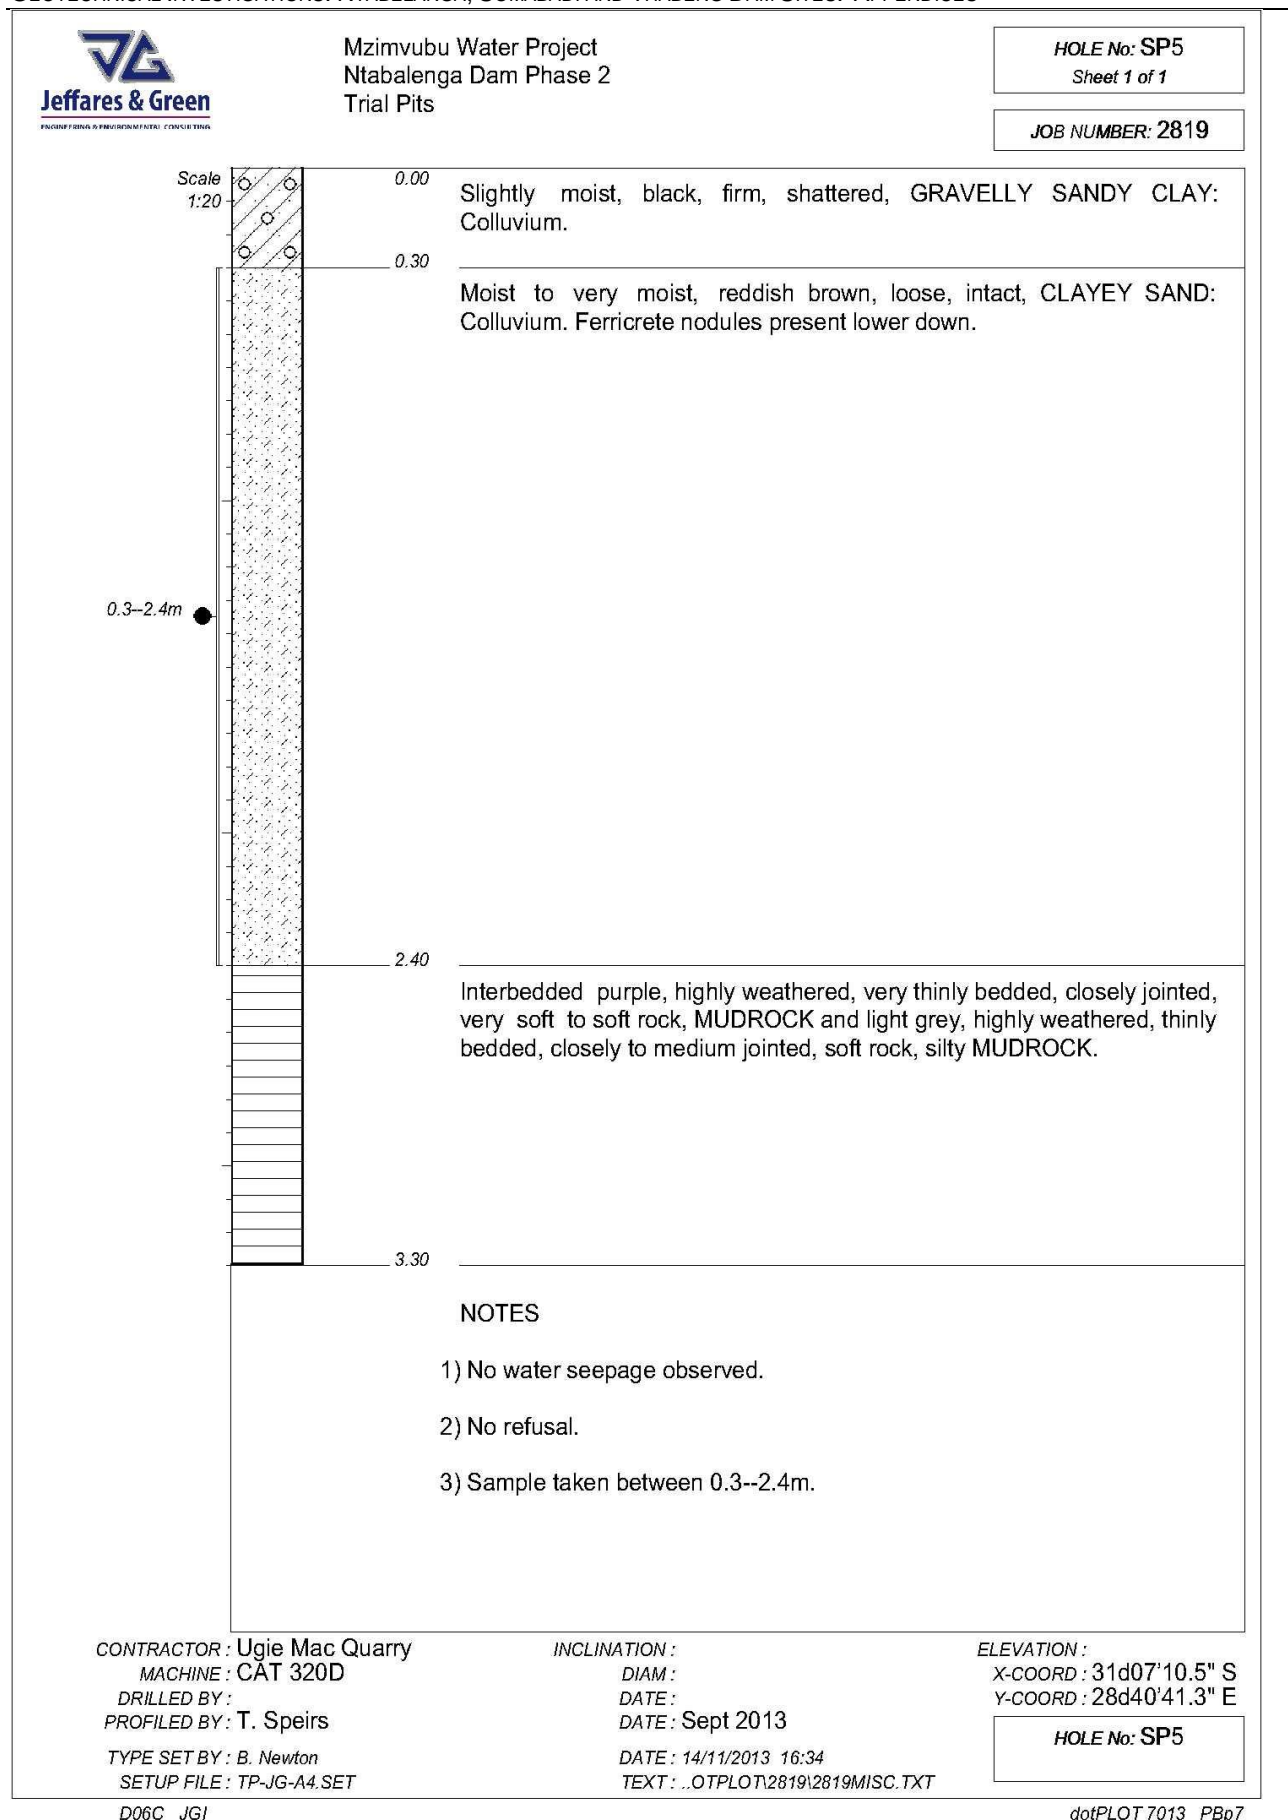 Jeffares & Green
ENGINEERING & ENVIRONMENTAL CONSULTING
Mzimvubu Water Project
Ntabalenga Dam Phase 2
Trial Pits
HOLE No: SP5
Sheet 1 of 1
JOB NUMBER: 2819
Scale
1:20
0.00
Slightly moist, black, firm, shattered, GRAVELLY SANDY CLAY:
Colluvium.
0.30
Moist to very moist, reddish brown, loose, intact, CLAYEY SAND:
Colluvium. Ferricrete nodules present lower down.
0.3--2.4m
2.40
Interbedded purple, highly weathered, very thinly bedded, closely jointed,
very soft to soft rock, MUDROCK and light grey, highly weathered, thinly
bedded, closely to medium jointed, soft rock, silty MUDROCK.
3.30
NOTES
1) No water seepage observed.
2) No refusal.
3) Sample taken between 0.3--2.4m.
CONTRACTOR : Ugie Mac Quarry
MACHINE : CAT 320D
DRILLED BY :
PROFILED BY : T. Speirs
TYPE SET BY : B. Newton
SETUP FILE : TP-JG-A4.SET
INCLINATION :
DIAM :
DATE :
DATE : Sept 2013
DATE : 14/11/2013 16:34
TEXT : ..OTPLOT\2819\2819MISC.TXT
ELEVATION :
X-COORD : 31d07'10.5" S
Y-COORD : 28d40'41.3" E
HOLE No: SP5
D06C JGI
dotPLOT 7013 PBp7